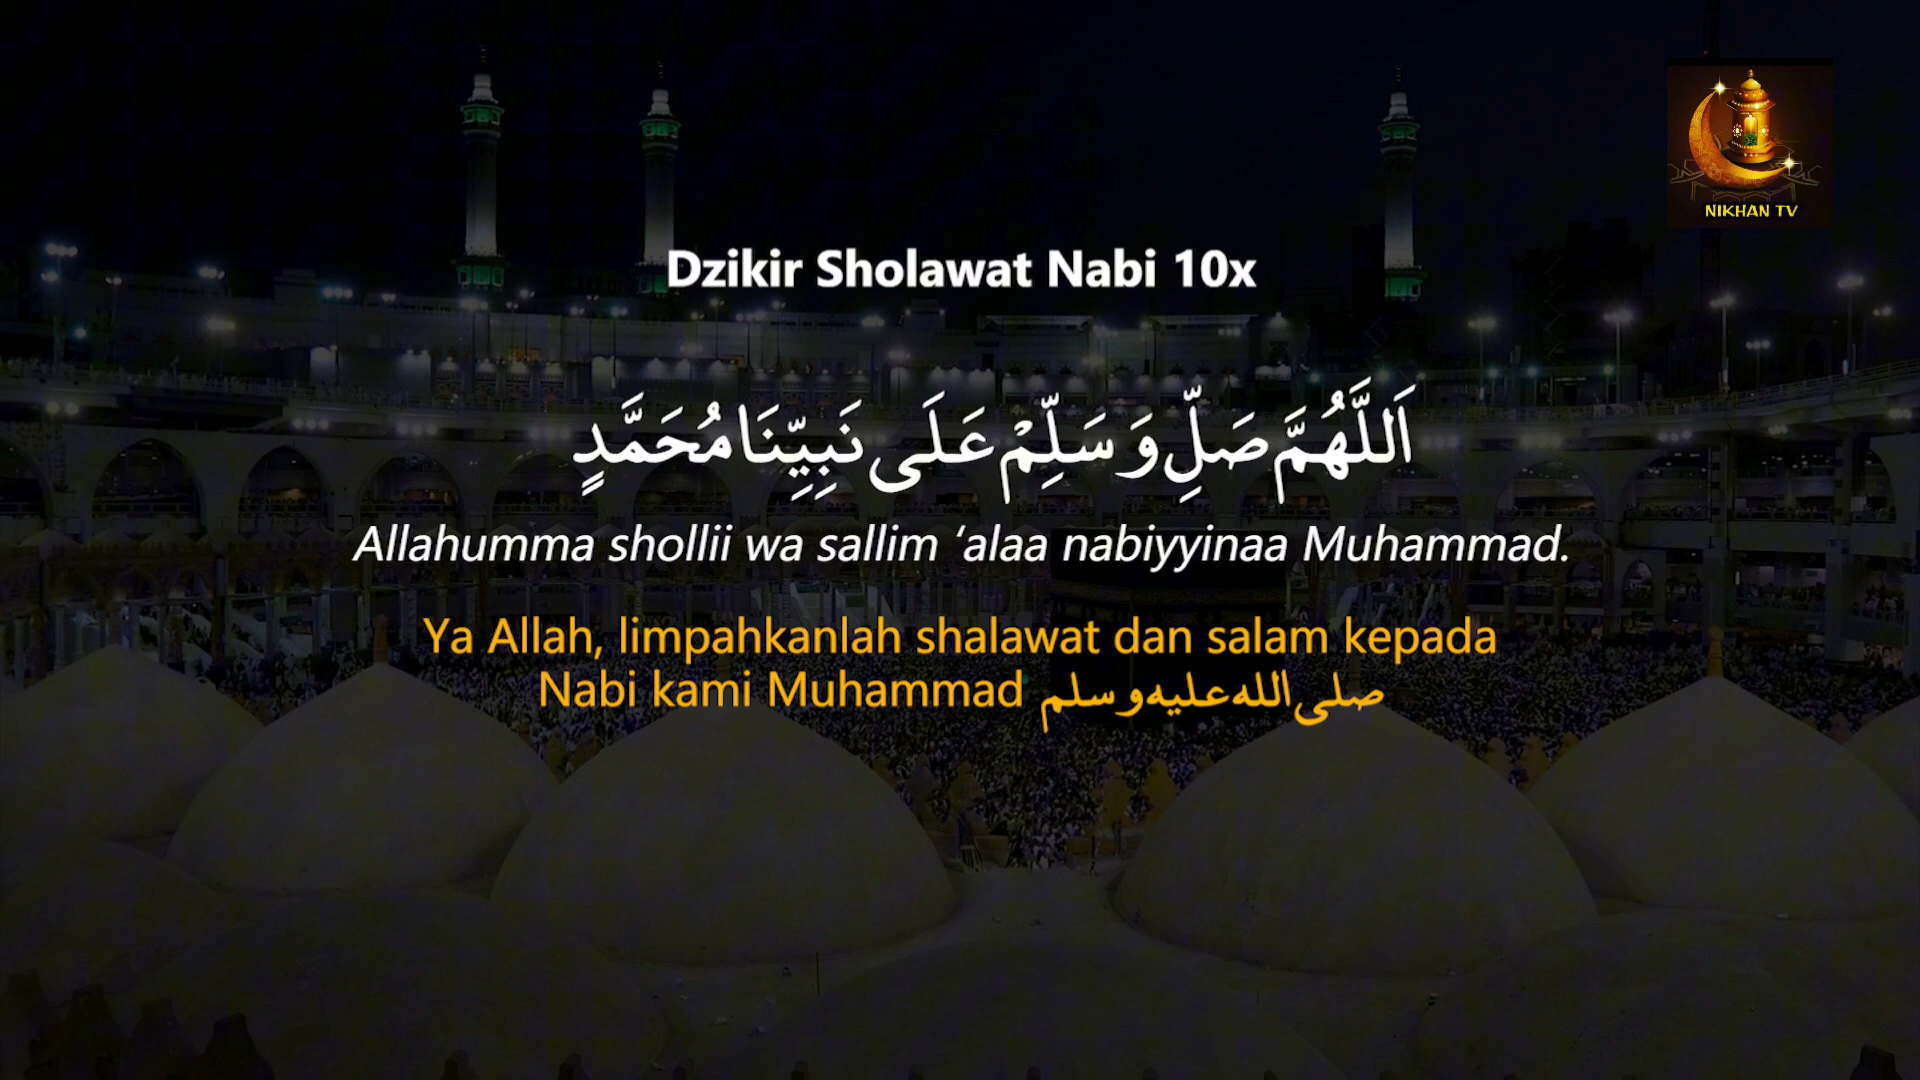 NIKHAN TV
Dzikir Sholawat Nabi 10x
اَللَّهُمَّ صَلِّ وَسَلِّمْ عَلَى نَبِيِّنَا مُحَمَّدٍ
Allahumma shollii wa sallim ‘alaa nabiyyinaa Muhammad.
Ya Allah, limpahkanlah shalawat dan salam kepada
Nabi kami Muhammad صلى الله عليه وسلم